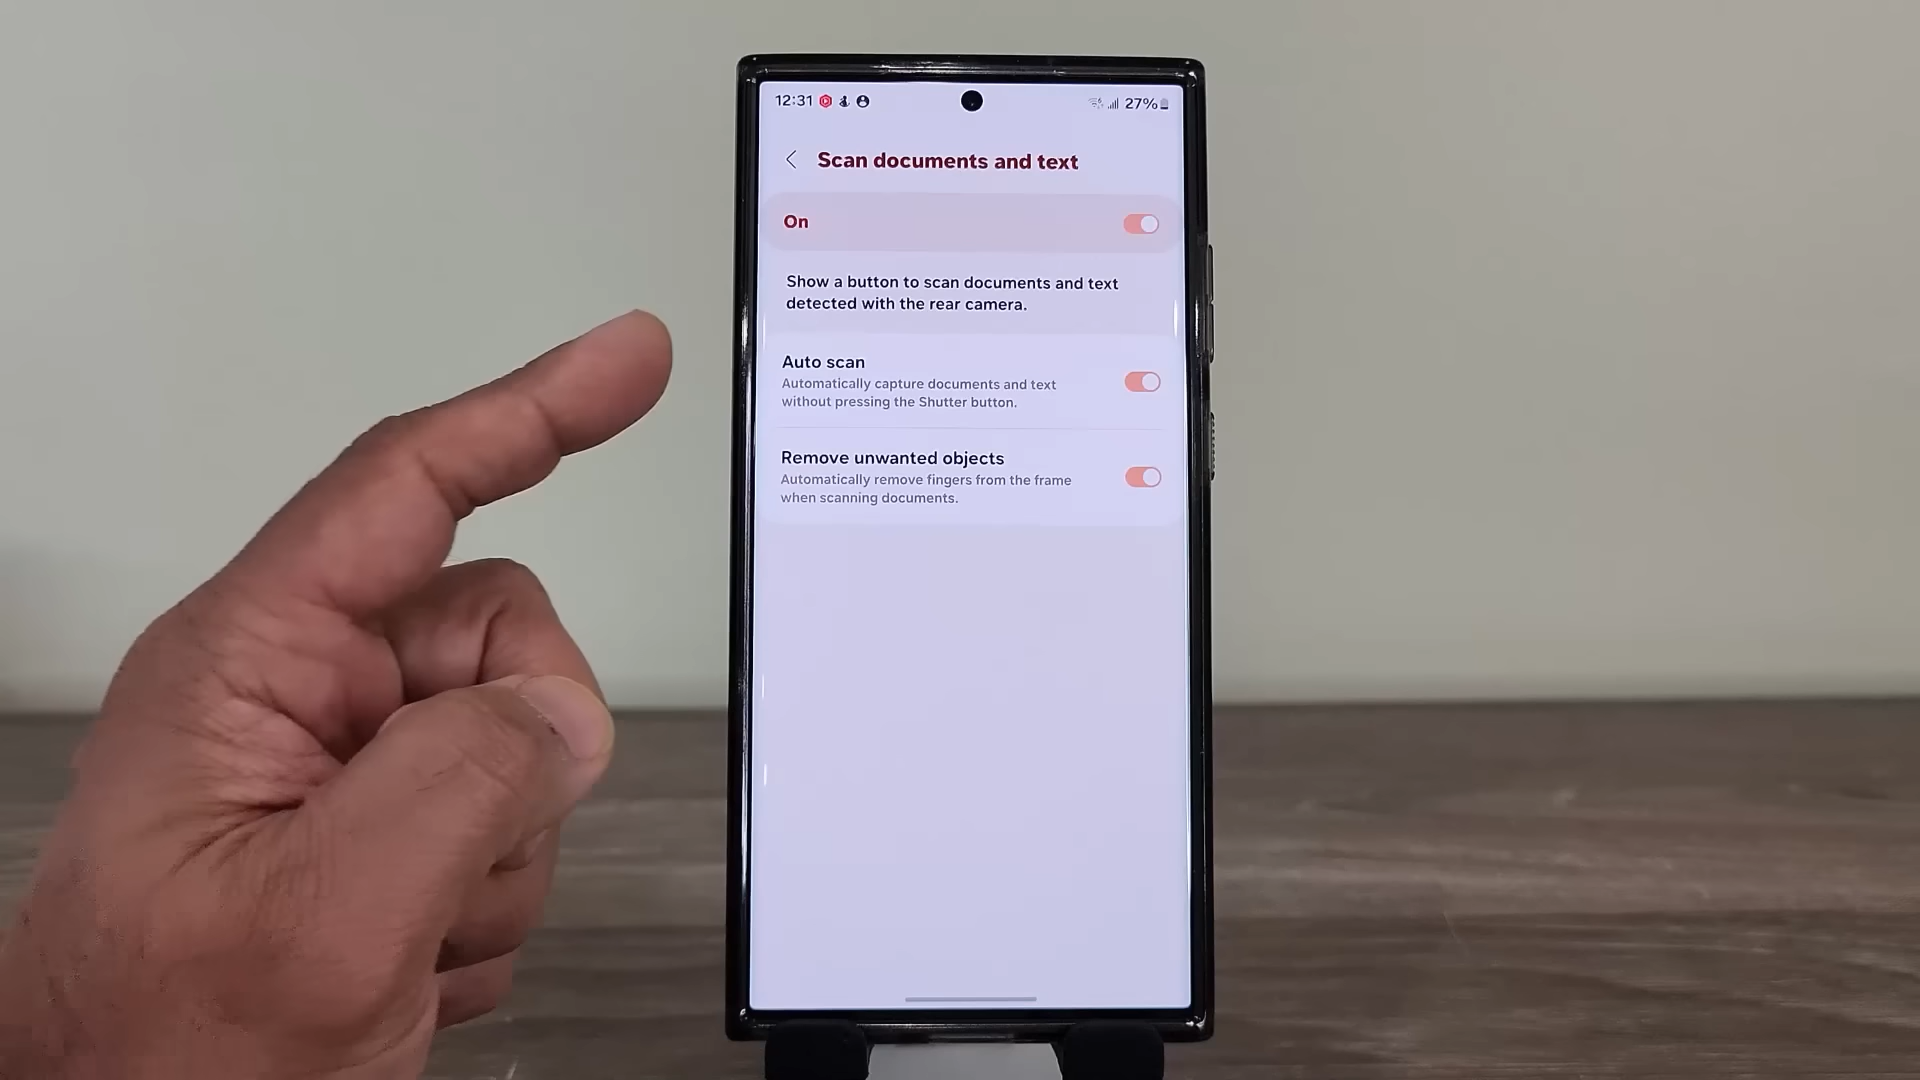 12:31 27%
Scan documents and text
On
Show a button to scan documents and text
detected with the rear camera.
Auto scan
Automatically capture documents and text
without pressing the Shutter button.
Remove unwanted objects
Automatically remove fingers from the frame
when scanning documents.